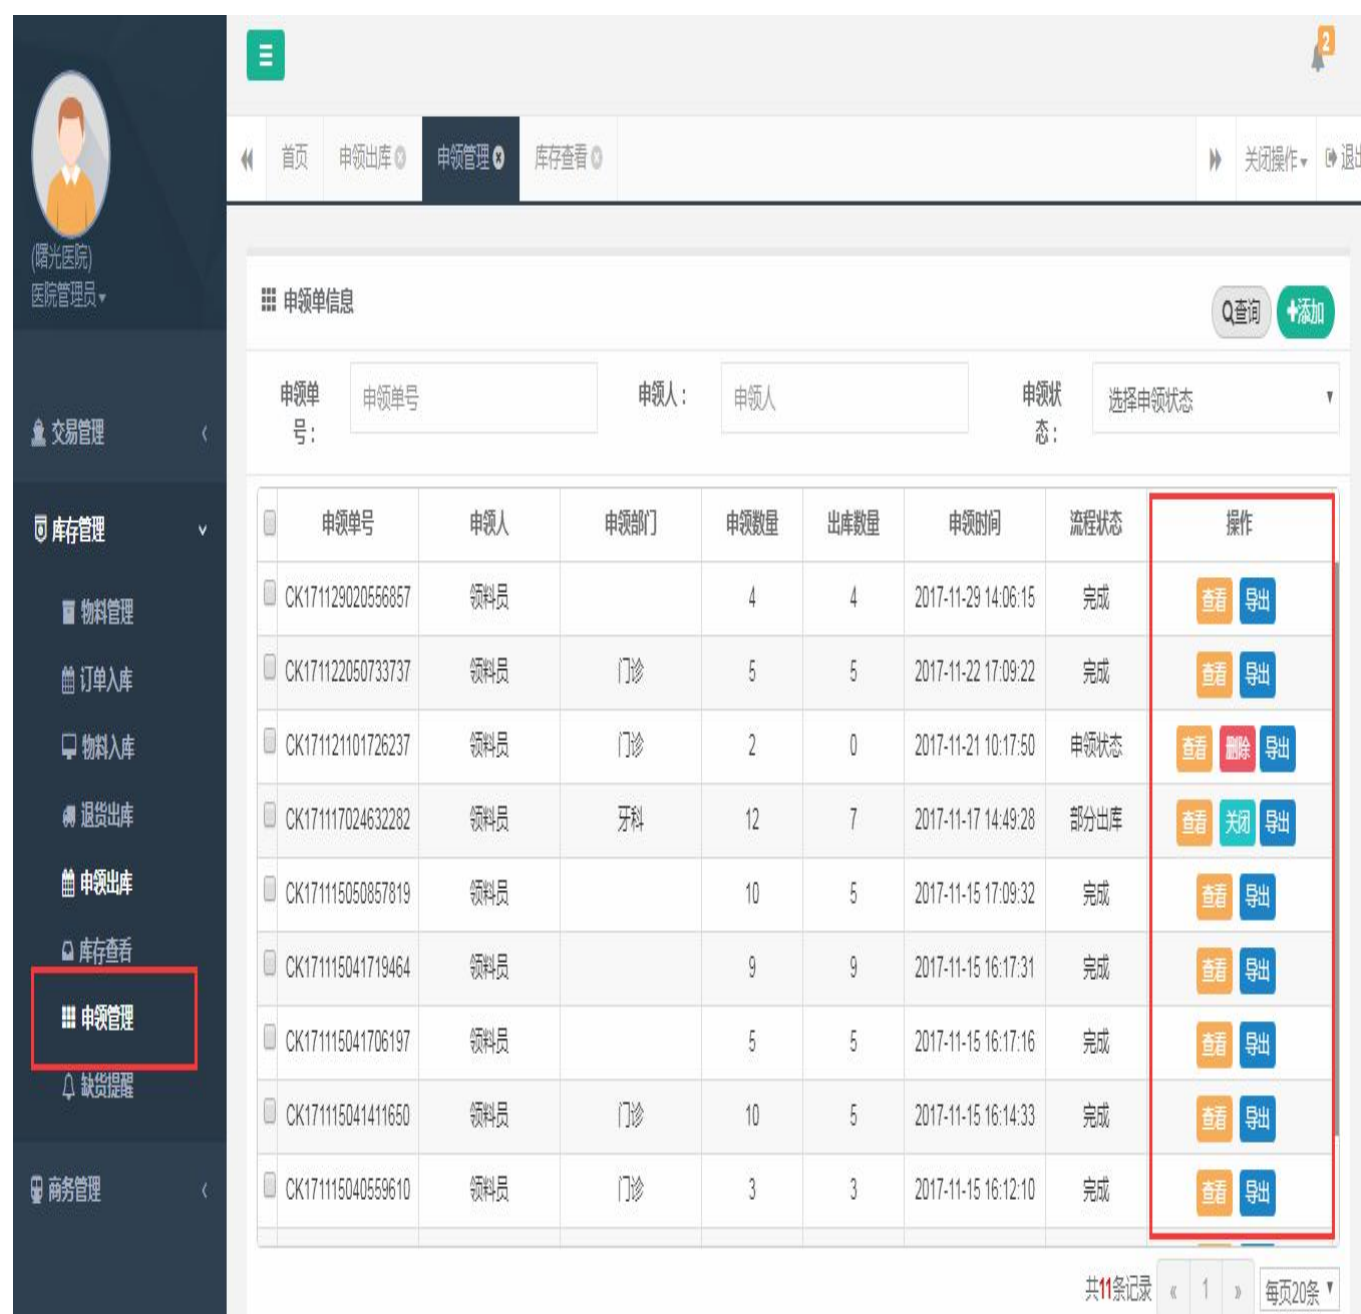 2
首页 申领出库 申领管理 库存查看 关闭操作
(曙光医院)
医院管理员
交易管理
库存管理
物料管理
订单入库
物料入库
退货出库
申领出库
库存查看
申领管理
缺货提醒
商务管理
申领单信息 查询 添加
申领单号: 申领单号 申领人: 申领人 申领状态: 选择申领状态
申领单号 申领人 申领部门 申领数量 出库数量 申领时间 流程状态 操作
CK171129020556857 领料员 4 4 2017-11-29 14:06:15 完成 查看 导出
CK171122050733737 领料员 门诊 5 5 2017-11-22 17:09:22 完成 查看 导出
CK171121101726237 领料员 门诊 2 0 2017-11-21 10:17:50 申领状态 查看 删除 导出
CK171117024632282 领料员 牙科 12 7 2017-11-17 14:49:28 部分出库 查看 关闭 导出
CK171115050857819 领料员 10 5 2017-11-15 17:09:32 完成 查看 导出
CK171115041719464 领料员 9 9 2017-11-15 16:17:31 完成 查看 导出
CK171115041706197 领料员 5 5 2017-11-15 16:17:16 完成 查看 导出
CK171115041411650 领料员 门诊 10 5 2017-11-15 16:14:33 完成 查看 导出
CK171115040559610 领料员 门诊 3 3 2017-11-15 16:12:10 完成 查看 导出
共11条记录 « 1 » 每页20条